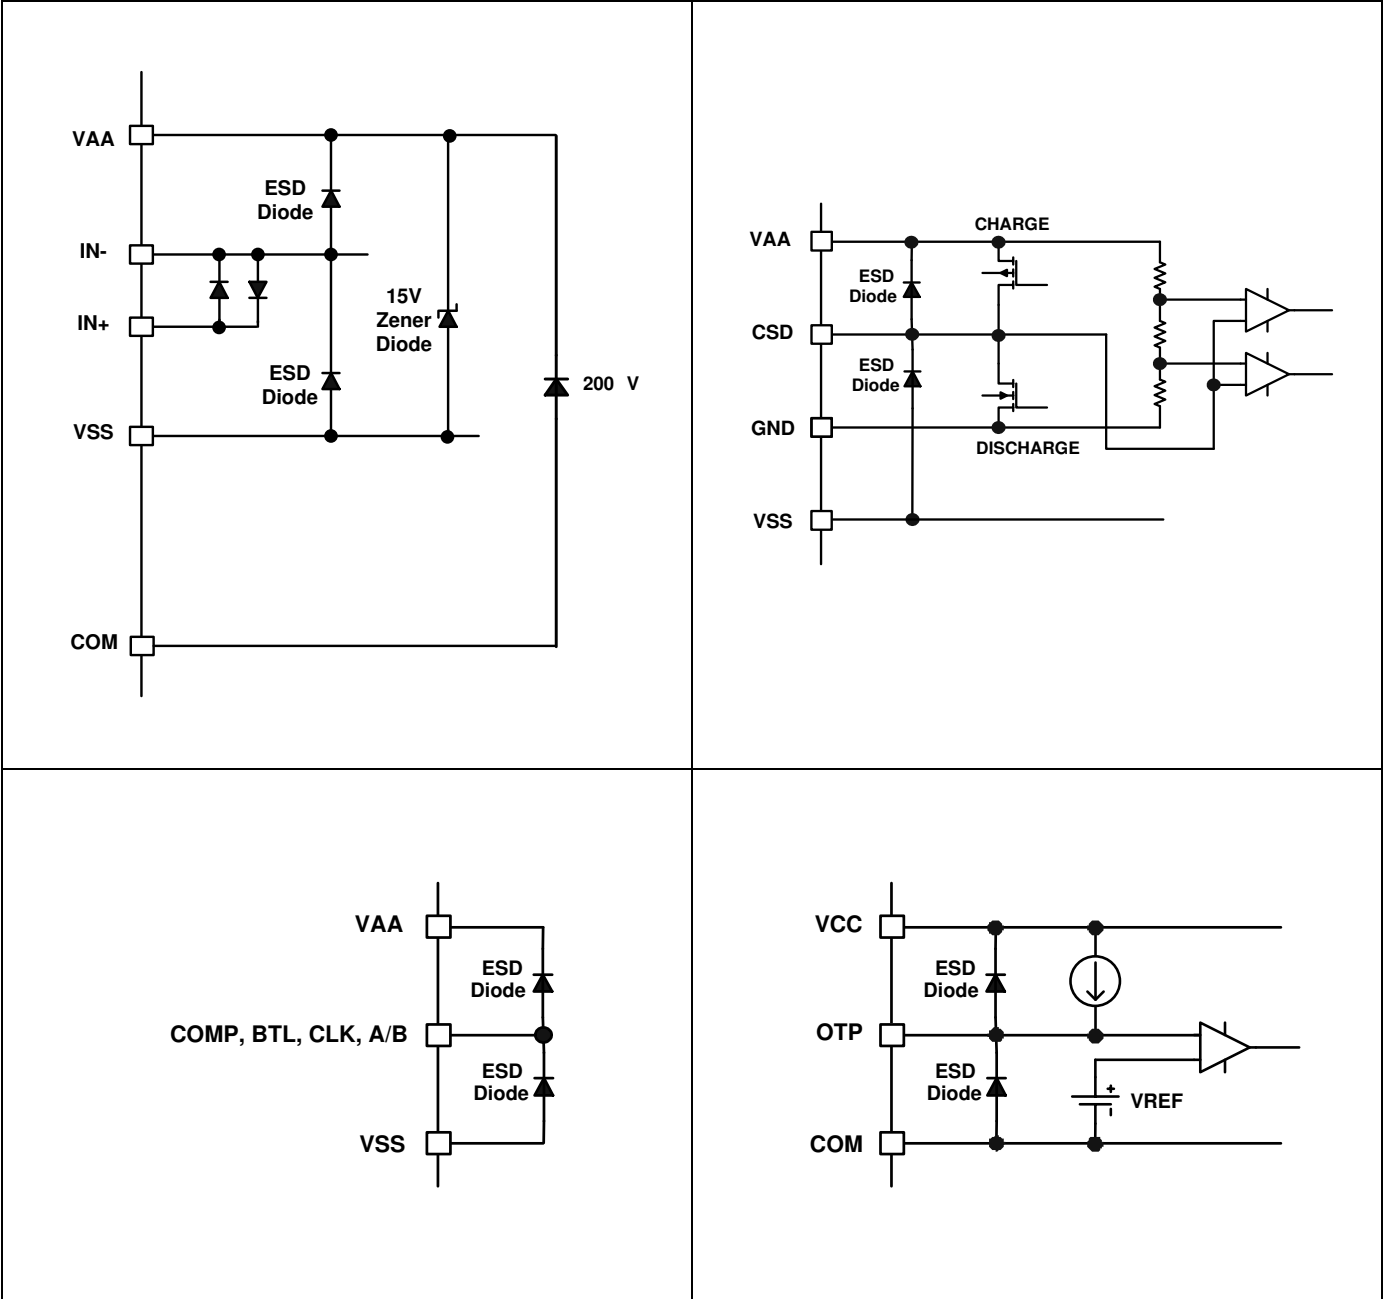 VAA
ESD
Diode
IN-
IN+
15V
Zener
Diode
ESD
Diode
200 V
VSS
COM
CHARGE
VAA
ESD
Diode
CSD
ESD
Diode
GND
DISCHARGE
VSS
VAA
ESD
Diode
COMP, BTL, CLK, A/B
ESD
Diode
VSS
VCC
ESD
Diode
OTP
ESD
Diode
+
VREF
COM